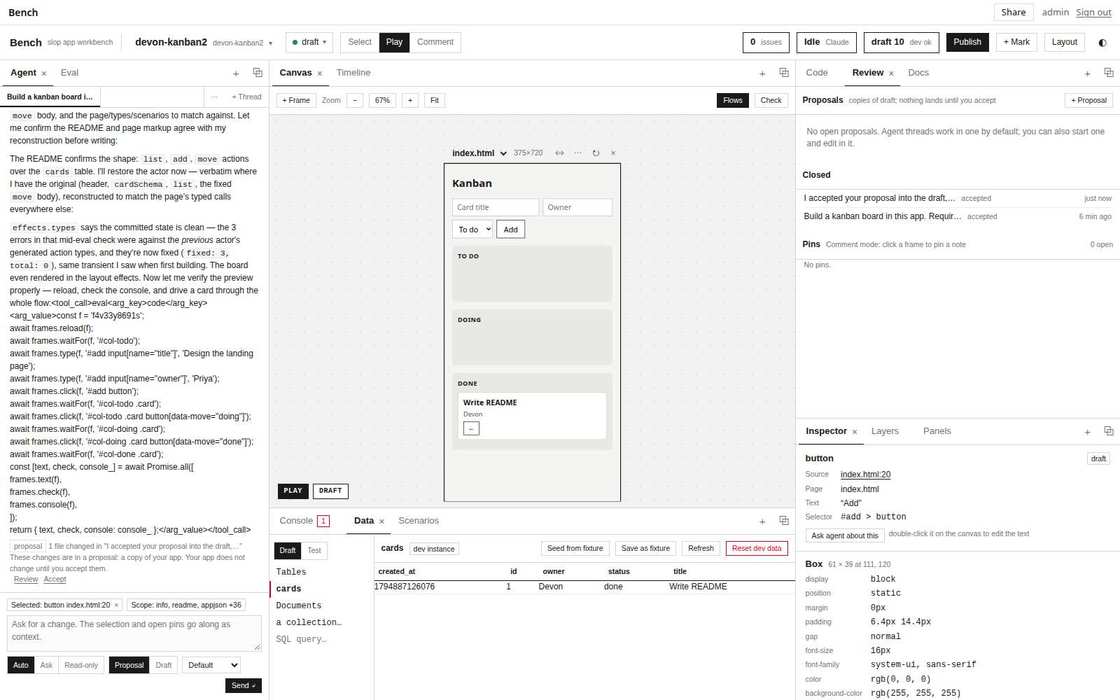 Bench
Share
admin
Sign out
Bench
slop app workbench
devon-kanban2
devon-kanban2
draft
Select
Play
Comment
0 issues
Idle Claude
draft 10 dev ok
Publish
+ Mark
Layout
Agent ×
Eval
Build a kanban board i...
+ Thread
move body, and the page/types/scenarios to match against. Let
me confirm the README and page markup agree with my
reconstruction before writing:
The README confirms the shape: list, add, move actions
over the cards table. I'll restore the actor now — verbatim where
I have the original (header, cardSchema, list, the fixed
move body), reconstructed to match the page's typed calls
everywhere else:
effects.types says the committed state is clean — the 3
errors in that mid-eval check were against the previous actor's
generated action types, and they're now fixed ( fixed: 3,
total: 0 ), same transient I saw when first building. The board
even rendered in the layout effects. Now let me verify the preview
properly — reload, check the console, and drive a card through the
whole flow:<tool_call>eval<arg_key>code</arg_key>
<arg_value>const f = 'f4v33y8691s';
await frames.reload(f);
await frames.waitFor(f, '#col-todo');
await frames.type(f, '#add input[name="title"]', 'Design the landing
page');
await frames.type(f, '#add input[name="owner"]', 'Priya');
await frames.click(f, '#add button');
await frames.waitFor(f, '#col-todo .card');
await frames.click(f, '#col-todo .card button[data-move="doing"]');
await frames.waitFor(f, '#col-doing .card');
await frames.click(f, '#col-doing .card button[data-move="done"]');
await frames.waitFor(f, '#col-done .card');
const [text, check, console_] = await Promise.all([
frames.text(f),
frames.check(f),
frames.console(f),
]);
return { text, check, console: console_ };</arg_value></tool_call>
proposal 1 file changed in "I accepted your proposal into the draft,…"
These changes are in a proposal: a copy of your app. Your app does not
change until you accept them.
Review Accept
Selected: button index.html:20 ×
Scope: info, readme, appjson +36
Ask for a change. The selection and open pins go along as
context.
Auto
Ask
Read-only
Proposal
Draft
Default
Send
Canvas ×
Timeline
+ Frame
Zoom
−
67%
+
Fit
Flows
Check
index.html
375×720
Kanban
Card title
Owner
To do
Add
TO DO
DOING
DONE
Write README
Devon
←
PLAY
DRAFT
Console 1
Data ×
Scenarios
Draft
Test
Tables
cards
Documents
a collection…
SQL query…
cards
dev instance
Seed from fixture
Save as fixture
Refresh
Reset dev data
created_at id owner status title
1794887126076 1 Devon done Write README
Code
Review ×
Docs
Proposals copies of draft; nothing lands until you accept
+ Proposal
No open proposals. Agent threads work in one by default; you can also start one
and edit in it.
Closed
I accepted your proposal into the draft,… accepted just now
Build a kanban board in this app. Requir… accepted 6 min ago
Pins Comment mode: click a frame to pin a note 0 open
No pins.
Inspector ×
Layers
Panels
button
draft
Source index.html:20
Page index.html
Text “Add”
Selector #add > button
Ask agent about this
double-click it on the canvas to edit the text
Box 61 × 39 at 111, 120
display block
position static
margin 0px
padding 6.4px 14.4px
gap normal
font-size 16px
font-family system-ui, sans-serif
color rgb(0, 0, 0)
background-color rgb(255, 255, 255)